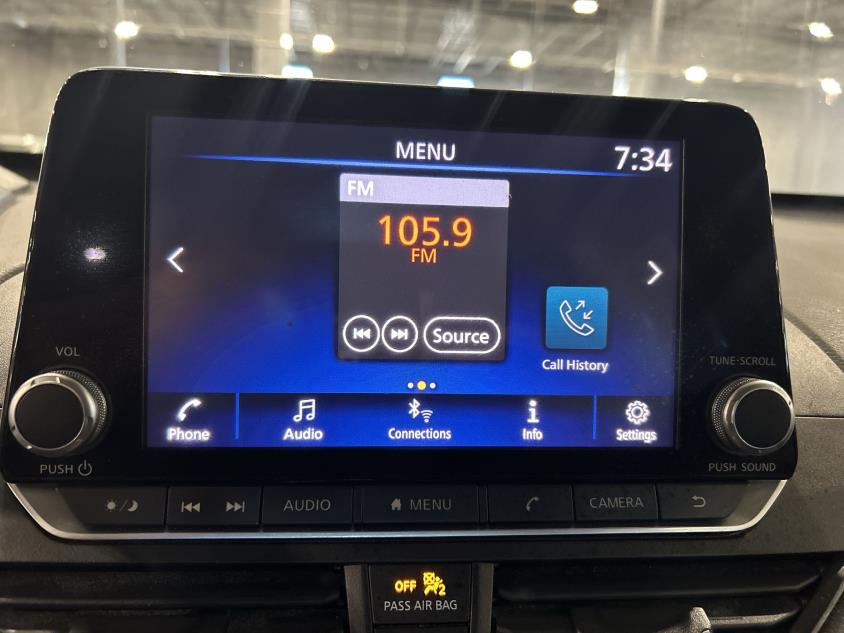 MENU
7:34
FM
105.9
FM
Source
Call History
VOL
TUNE·SCROLL
Phone
Audio
Connections
Info
Settings
PUSH
PUSH SOUND
AUDIO
MENU
CAMERA
OFF 2
PASS AIR BAG